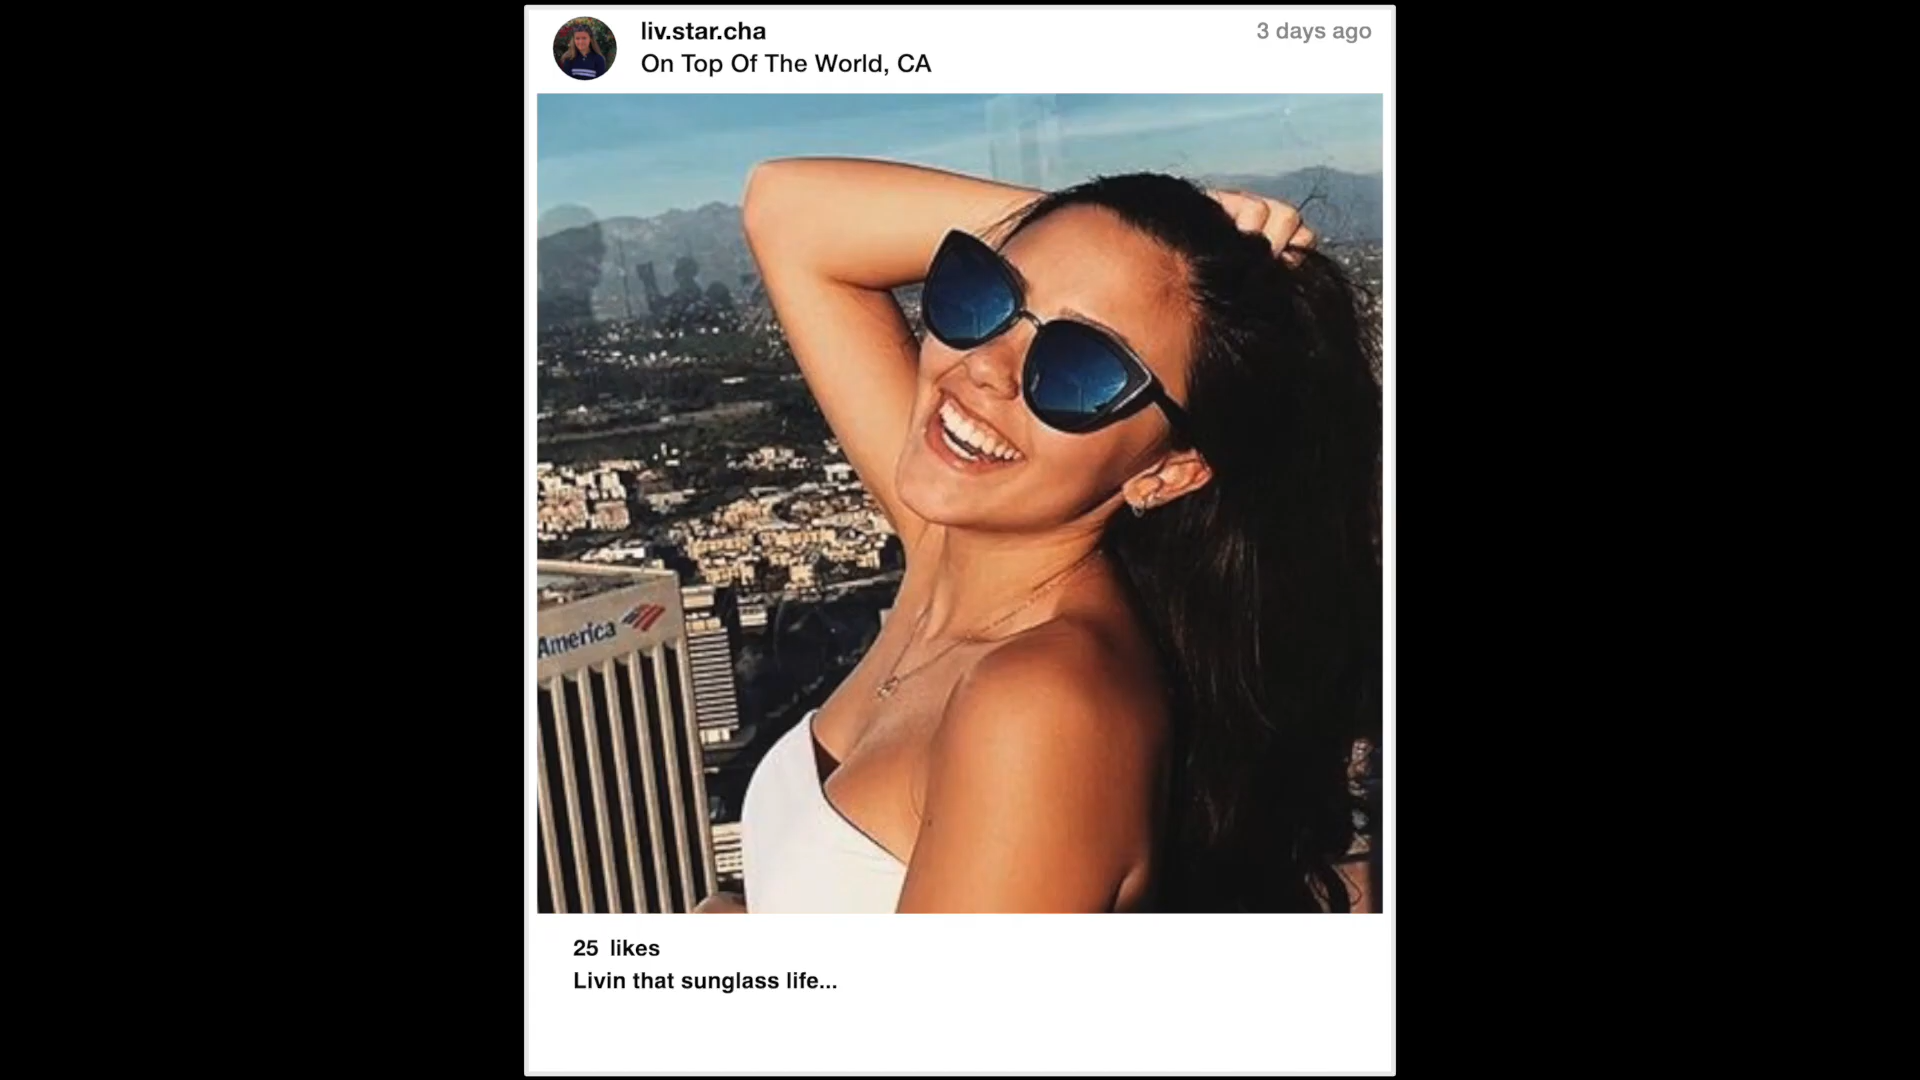 liv.star.cha
3 days ago
On Top Of The World, CA
America
25 likes
Livin that sunglass life...